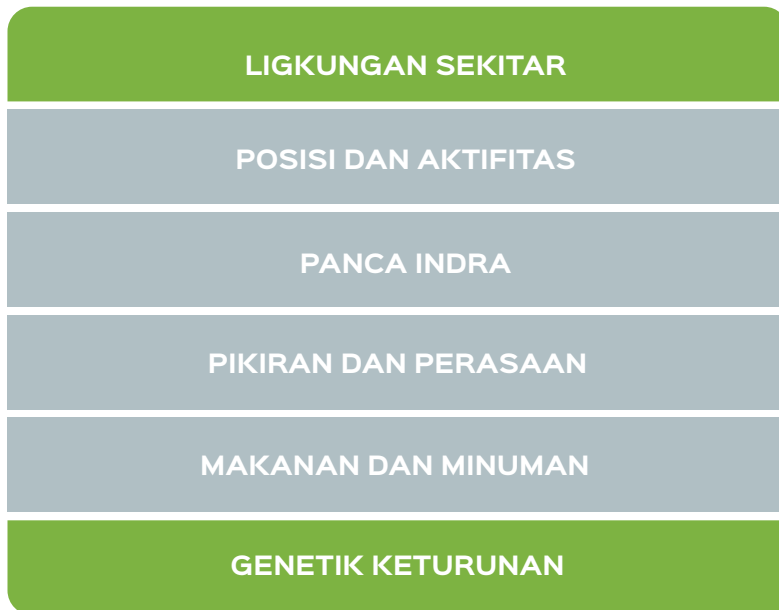 LIGKUNGAN SEKITAR
POSISI DAN AKTIFITAS
PANCA INDRA
PIKIRAN DAN PERASAAN
MAKANAN DAN MINUMAN
GENETIK KETURUNAN